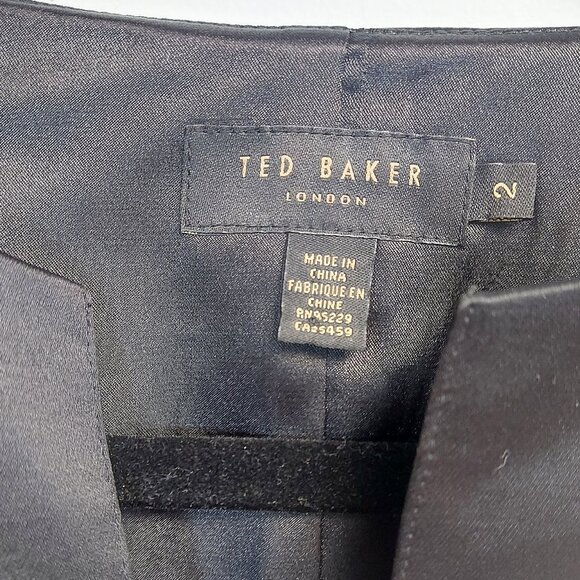 TED BAKER
LONDON
2
MADE IN
CHINA
FABRIQUE EN
CHINE
RN95229
CA25459